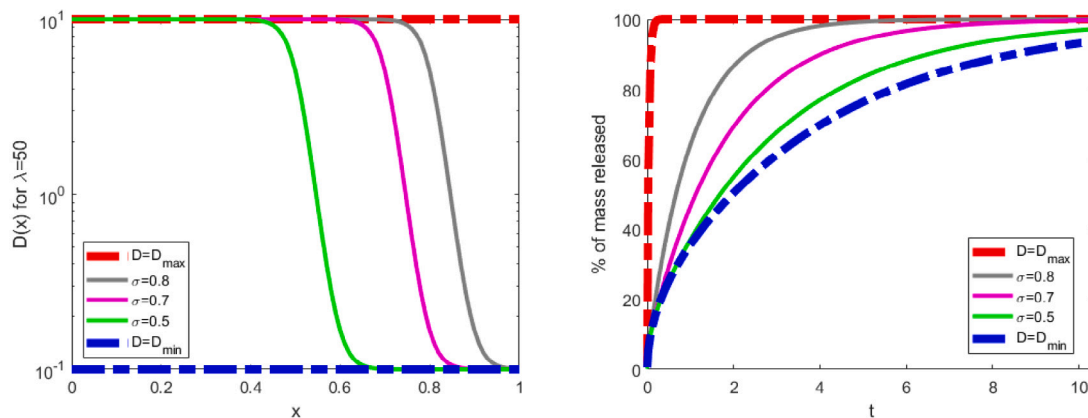 D(x) for λ=50
10^1
10^0
10^-1
0 0.2 0.4 0.6 0.8 1
x
D=D_max
σ=0.8
σ=0.7
σ=0.5
D=D_min
% of mass released
100
80
60
40
20
0
0 2 4 6 8 10
t
D=D_max
σ=0.8
σ=0.7
σ=0.5
D=D_min